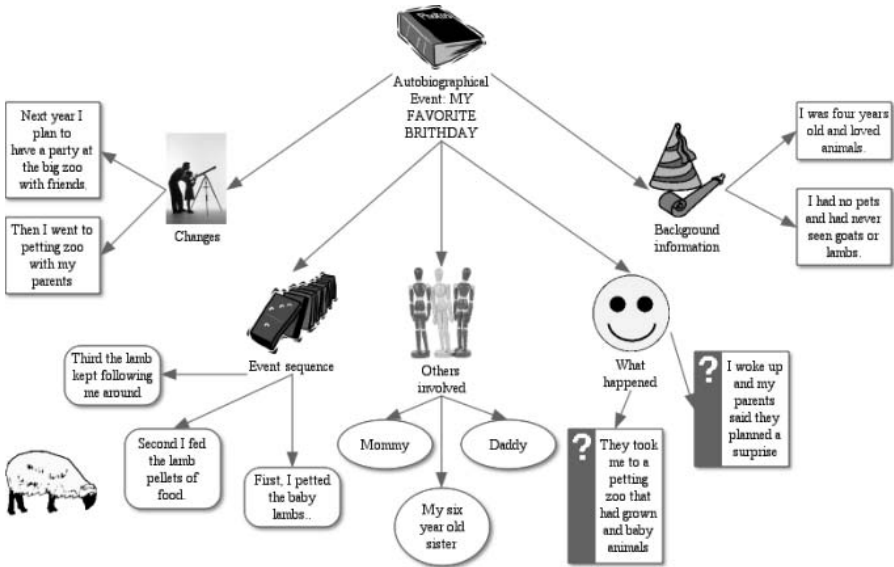 Photos
Autobiographical
Event: MY
FAVORITE
BRITHDAY
Next year I
plan to
have a party at
the big zoo
with friends.
Then I went to
petting zoo
with my
parents
Changes
Background
information
I was four years
old and loved
animals.
I had no pets
and had never
seen goats or
lambs.
Event sequence
Third the lamb
kept following
me around
Second I fed
the lamb
pellets of
food.
First, I petted
the baby
lambs..
Others
involved
Mommy
Daddy
My six
year old
sister
What
happened
?
They took
me to a
petting
zoo that
had grown
and baby
animals
?
I woke up
and my
parents
said they
planned a
surprise